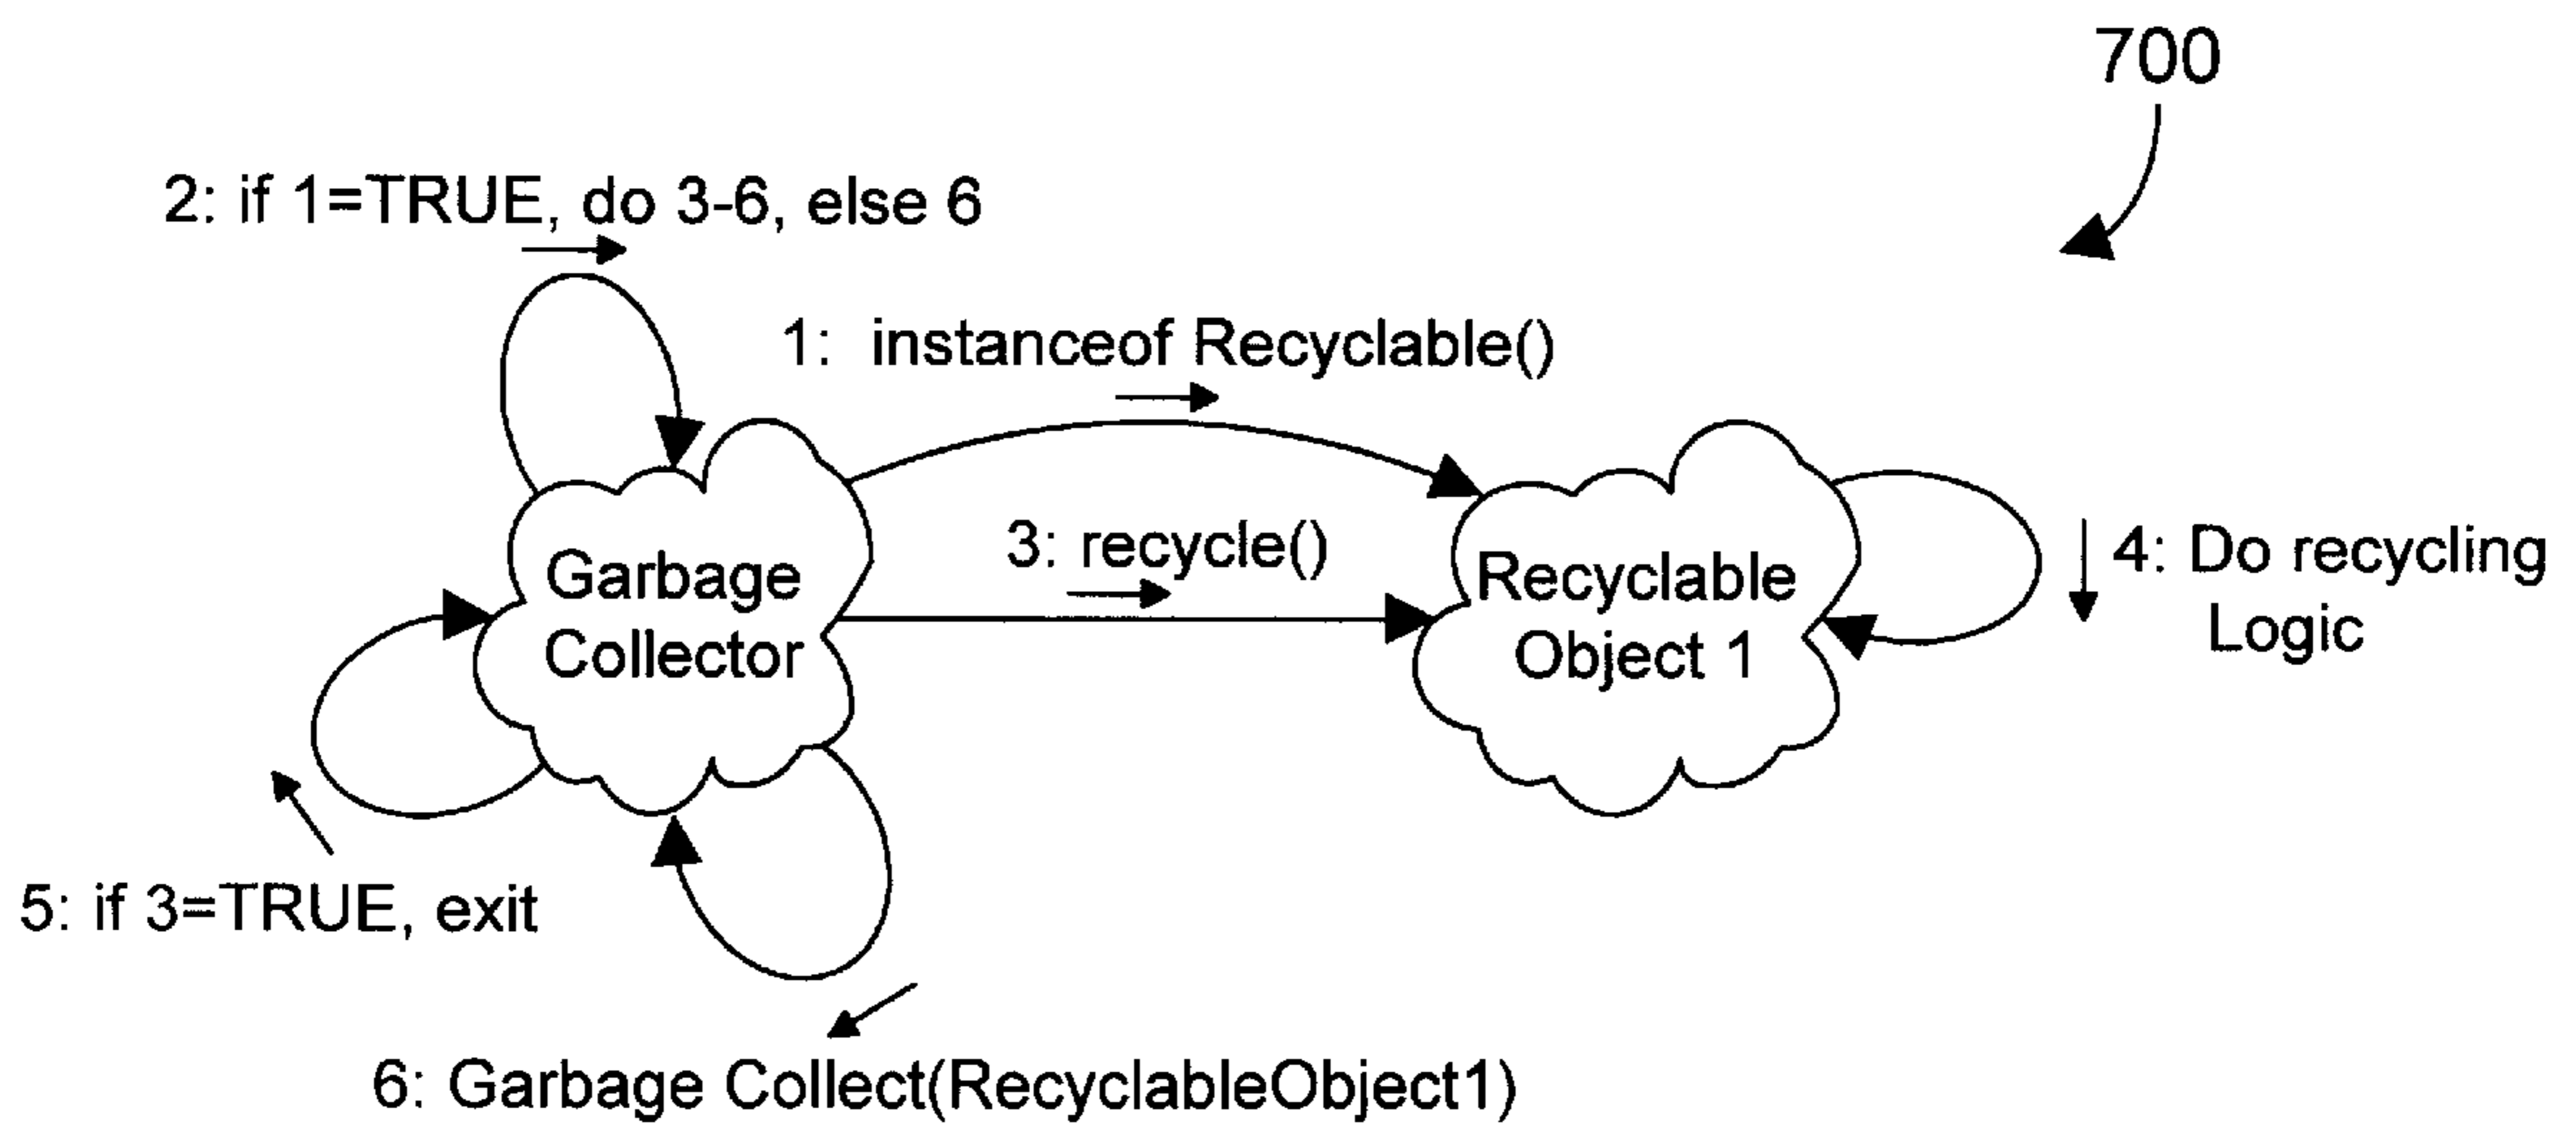 700
2: if 1=TRUE, do 3-6, else 6
1: instanceof Recyclable()
3: recycle()
Garbage
Collector
Recyclable
Object 1
4: Do recycling
Logic
5: if 3=TRUE, exit
6: Garbage Collect(RecyclableObject1)